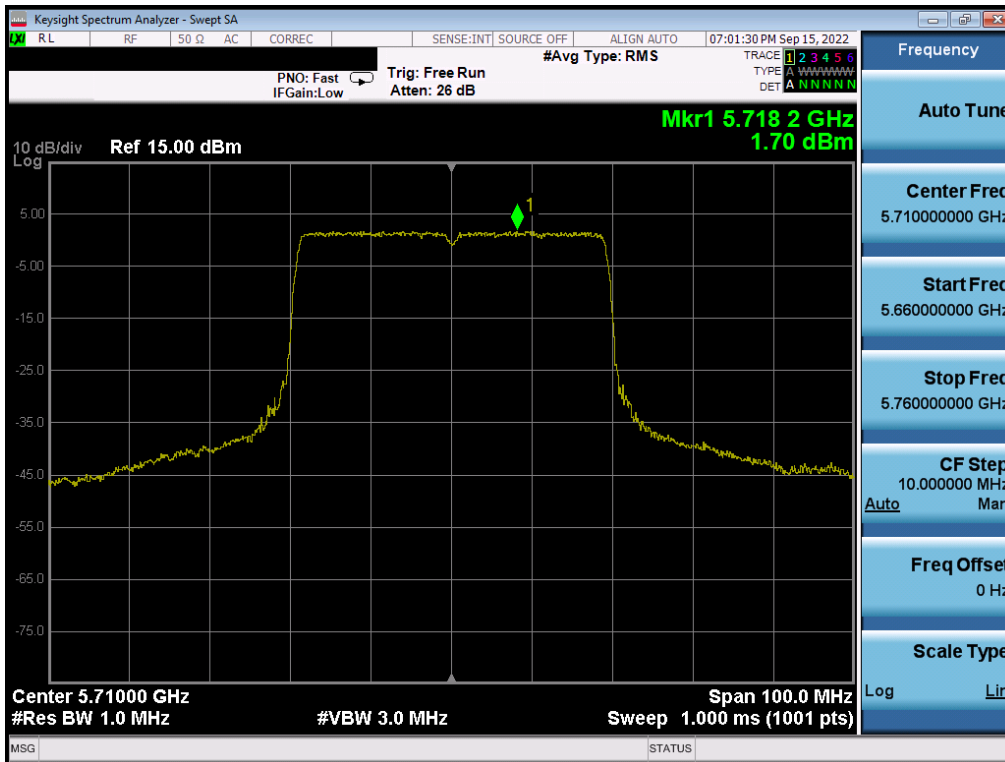 Keysight Spectrum Analyzer - Swept SA
LXI RL RF 50 Ω AC CORREC SENSE:INT SOURCE OFF ALIGN AUTO 07:01:30 PM Sep 15, 2022
#Avg Type: RMS
TRACE 1 2 3 4 5 6
PNO: Fast
Trig: Free Run
TYPE A WWWWW
IFGain:Low
Atten: 26 dB
DET A N N N N N
Mkr1 5.718 2 GHz
1.70 dBm
10 dB/div Ref 15.00 dBm
Log
1
5.00
-5.00
-15.0
-25.0
-35.0
-45.0
-55.0
-65.0
-75.0
Center 5.71000 GHz
Span 100.0 MHz
#Res BW 1.0 MHz
#VBW 3.0 MHz
Sweep 1.000 ms (1001 pts)
MSG
STATUS
Frequency
Auto Tune
Center Freq
5.710000000 GHz
Start Freq
5.660000000 GHz
Stop Freq
5.760000000 GHz
CF Step
10.000000 MHz
Auto Man
Freq Offset
0 Hz
Scale Type
Log Lin